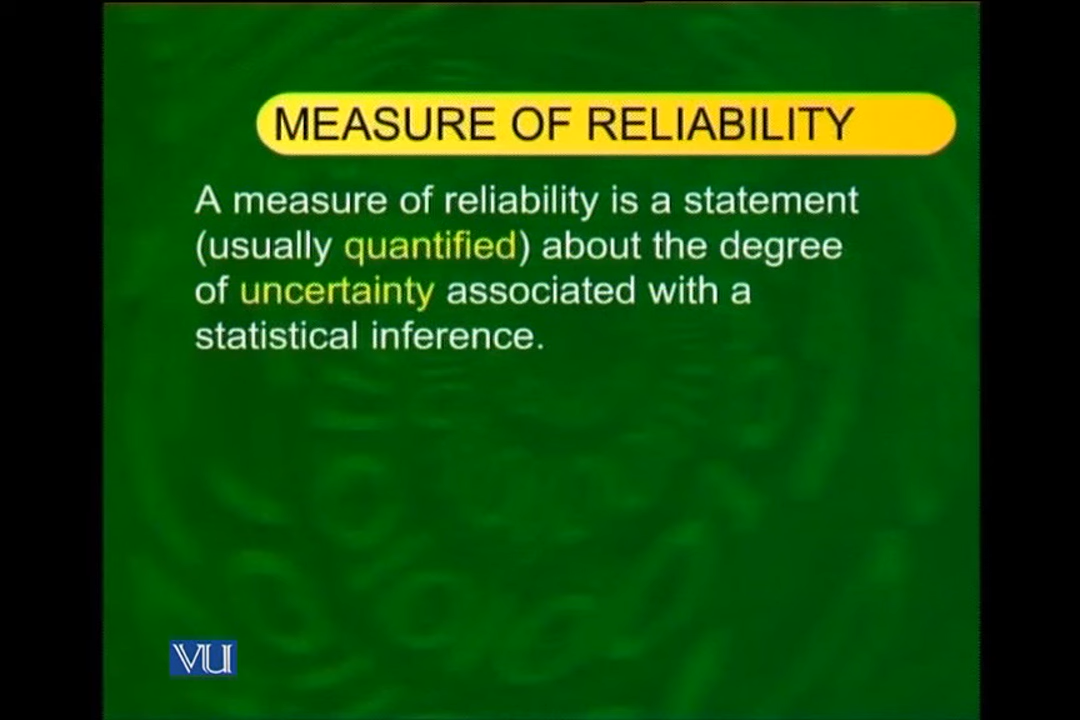 MEASURE OF RELIABILITY
A measure of reliability is a statement
(usually quantified) about the degree
of uncertainty associated with a
statistical inference.
VU